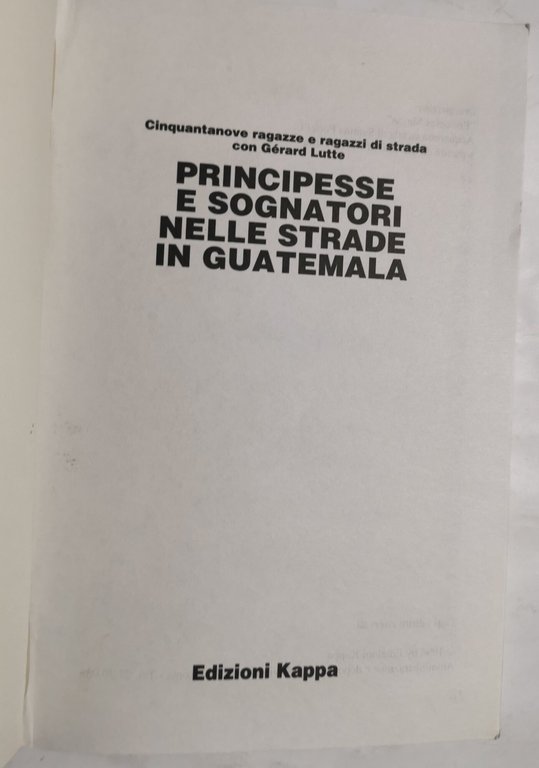 Cinquantanove ragazze e ragazzi di strada
con Gérard Lutte
PRINCIPESSE
E SOGNATORI
NELLE STRADE
IN GUATEMALA
Edizioni Kappa